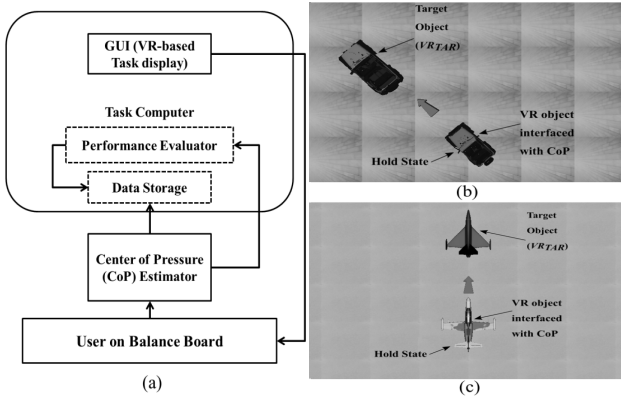 GUI (VR-based
Task display)
Task Computer
Performance Evaluator
Data Storage
Center of Pressure
(CoP) Estimator
User on Balance Board
(a)
Target
Object
(VRTAR)
VR object
interfaced
with CoP
Hold State
(b)
Target
Object
(VRTAR)
VR object
interfaced
with CoP
Hold State
(c)